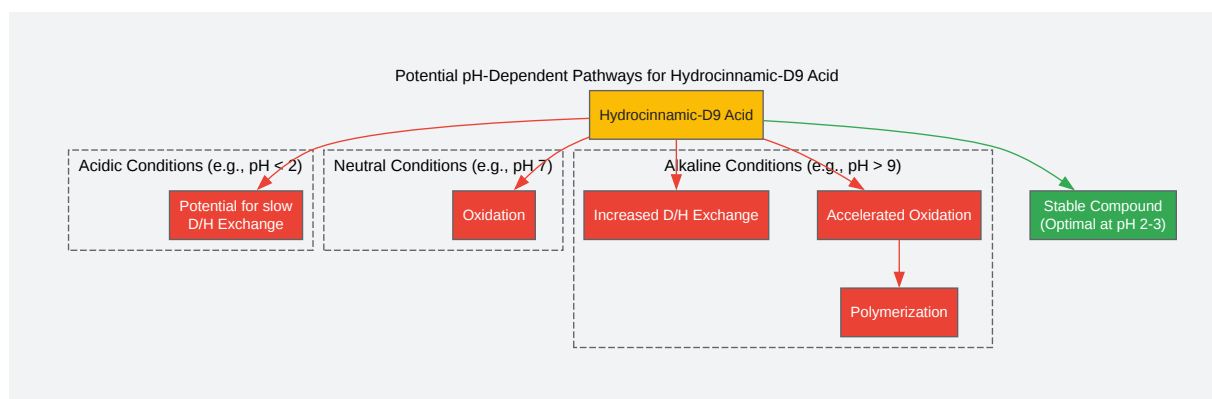 Potential pH-Dependent Pathways for Hydrocinnamic-D9 Acid
Hydrocinnamic-D9 Acid
Acidic Conditions (e.g., pH < 2)
Neutral Conditions (e.g., pH 7)
Alkaline Conditions (e.g., pH > 9)
Potential for slow
D/H Exchange
Oxidation
Increased D/H Exchange
Accelerated Oxidation
Stable Compound
(Optimal at pH 2-3)
Polymerization